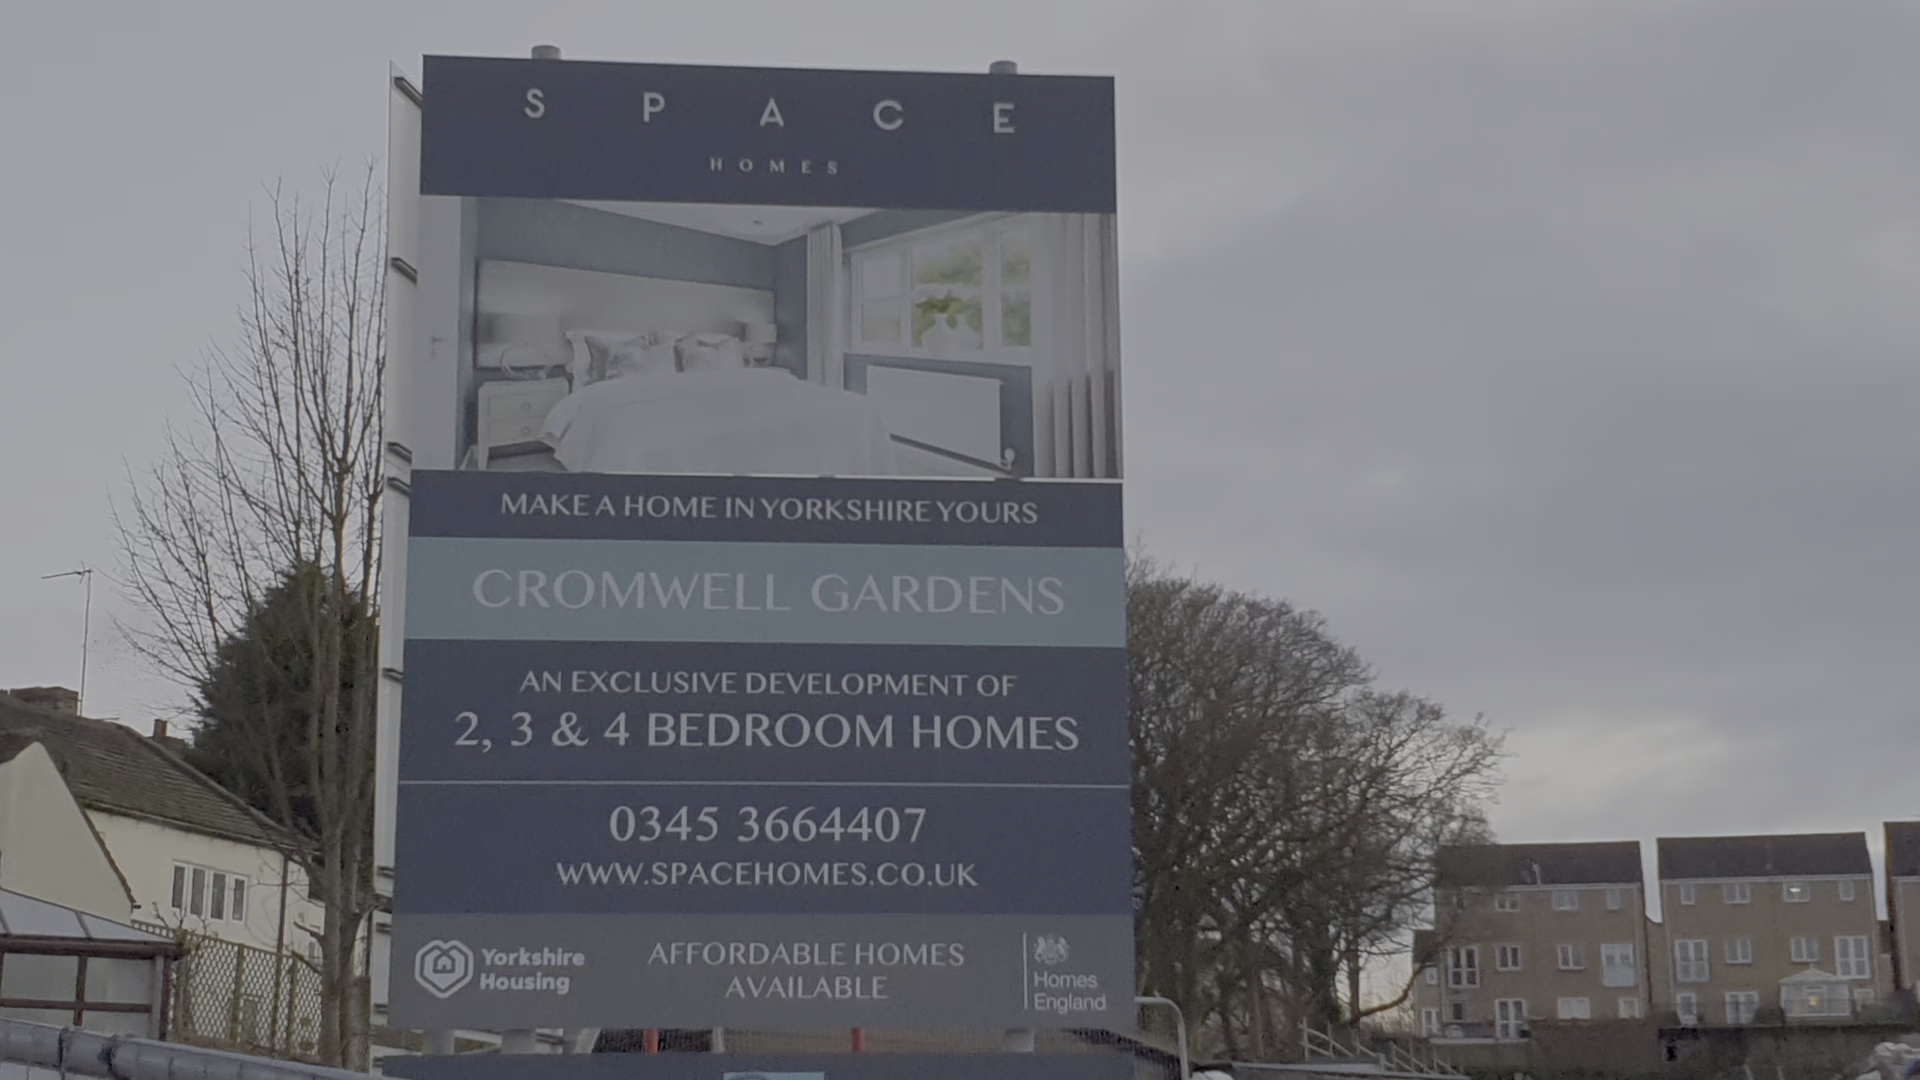 SPACE
HOMES
MAKE A HOME IN YORKSHIRE YOURS
CROMWELL GARDENS
AN EXCLUSIVE DEVELOPMENT OF
2, 3 & 4 BEDROOM HOMES
0345 3664407
WWW.SPACEHOMES.CO.UK
Yorkshire
Housing
AFFORDABLE HOMES
AVAILABLE
Homes
England